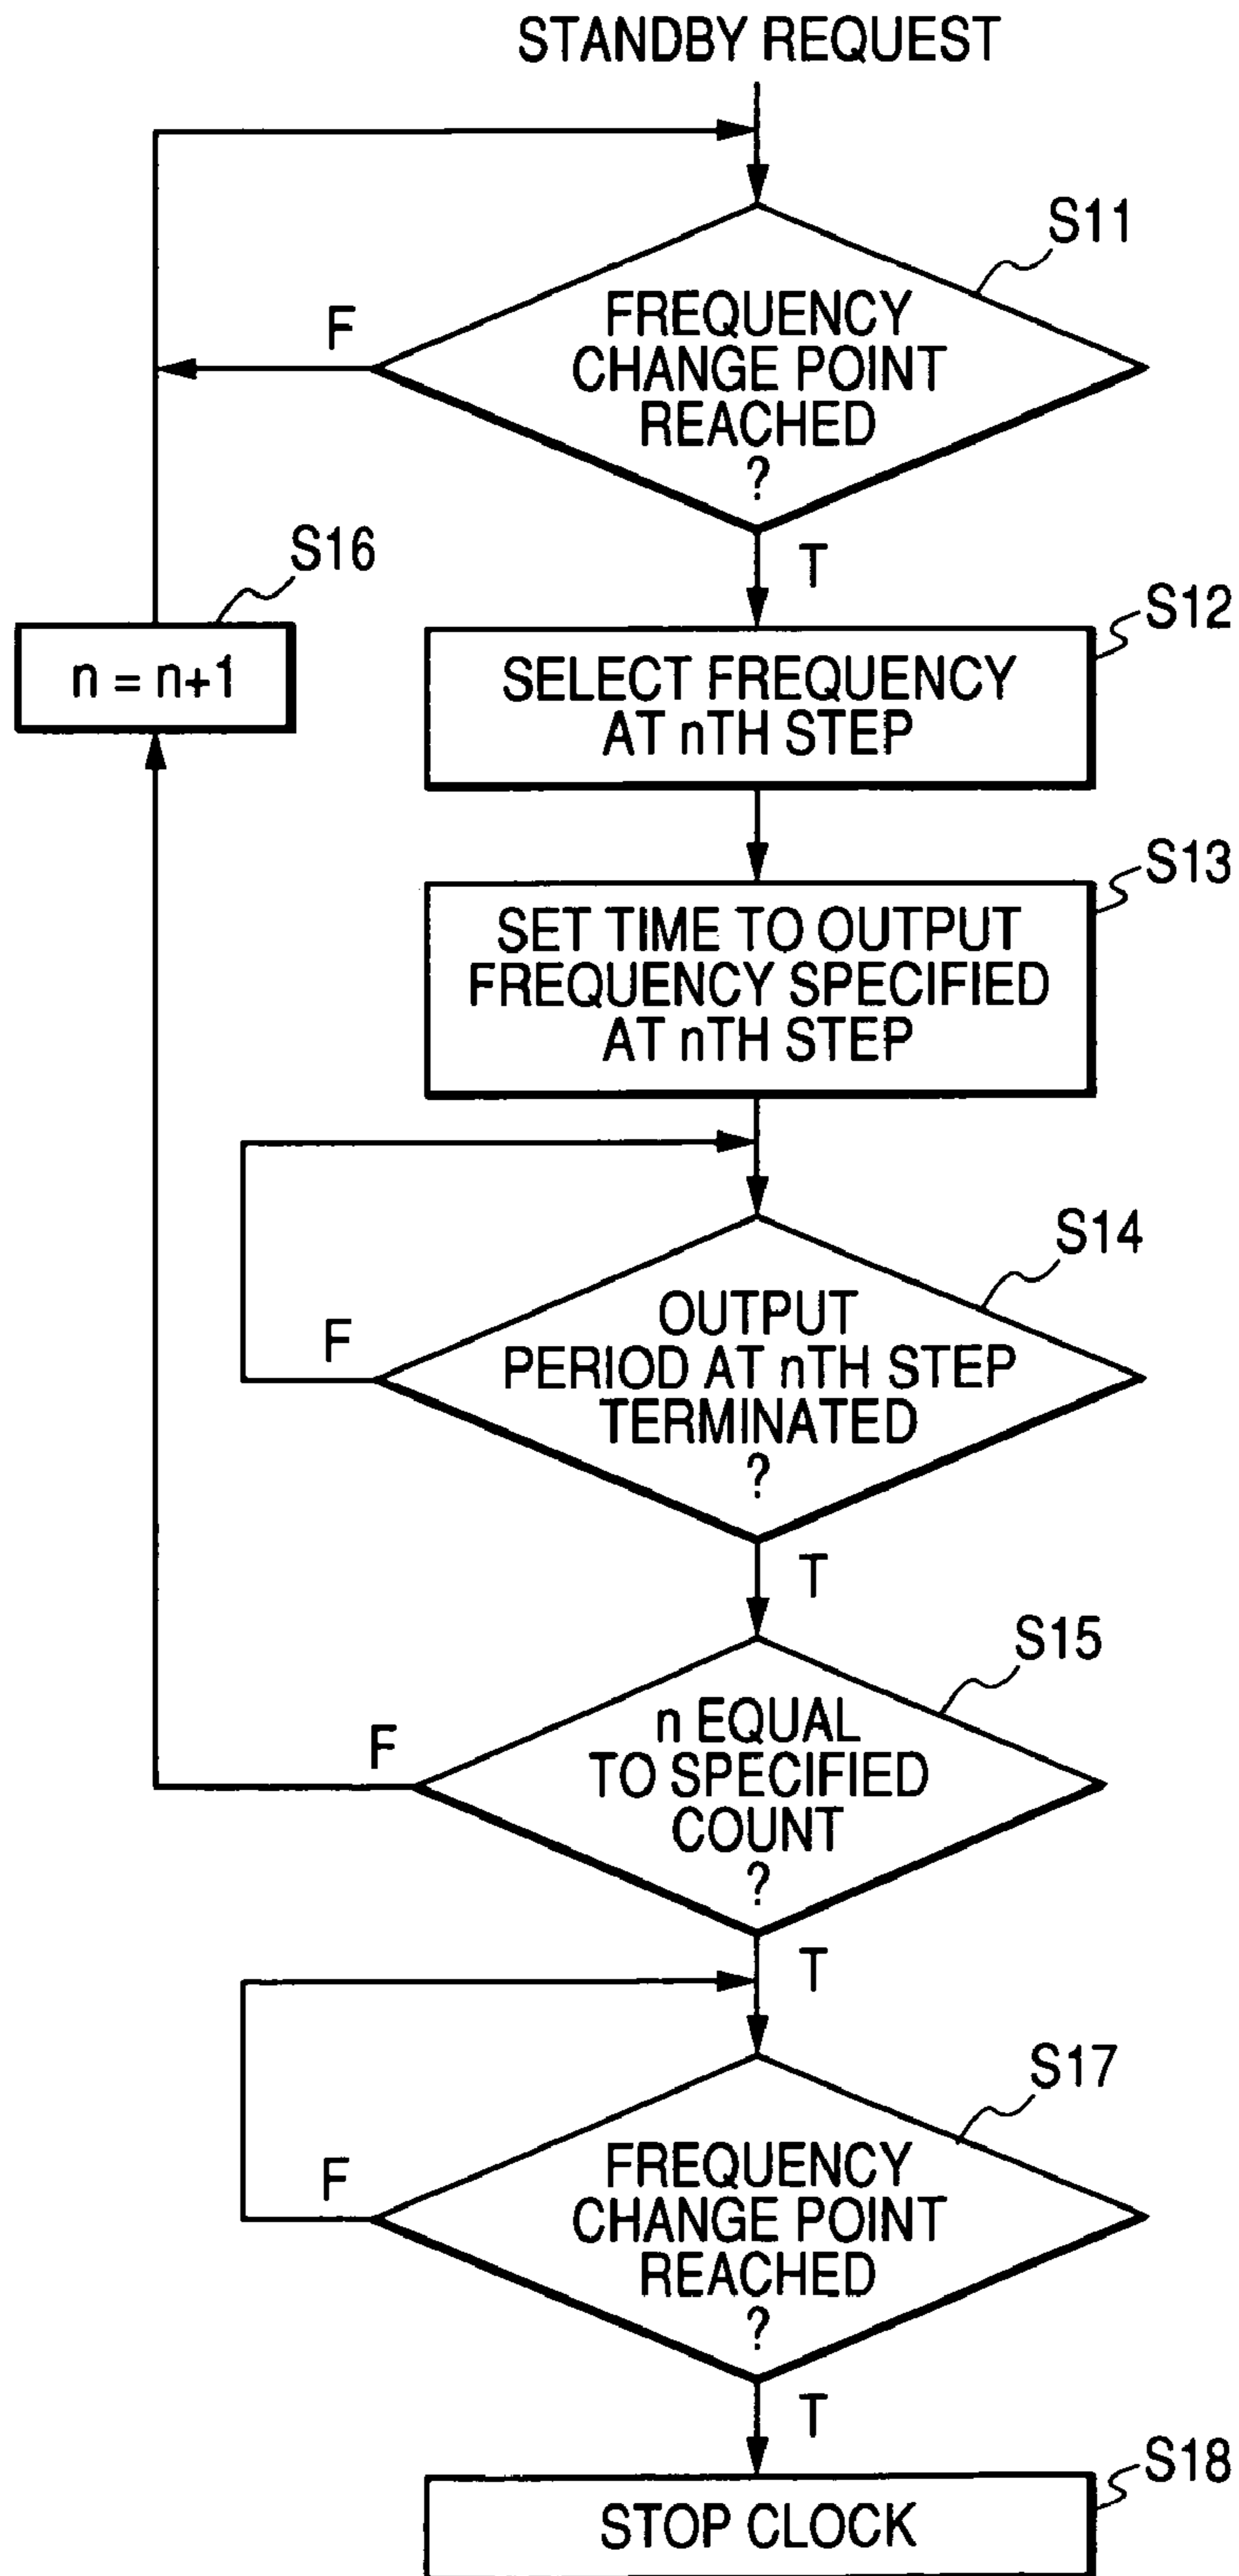 STANDBY REQUEST
S11
FREQUENCY
CHANGE POINT
REACHED
?
F
T
S16
n = n+1
S12
SELECT FREQUENCY
AT nTH STEP
S13
SET TIME TO OUTPUT
FREQUENCY SPECIFIED
AT nTH STEP
S14
OUTPUT
PERIOD AT nTH STEP
TERMINATED
?
F
T
S15
n EQUAL
TO SPECIFIED
COUNT
?
F
T
S17
FREQUENCY
CHANGE POINT
REACHED
?
F
T
S18
STOP CLOCK